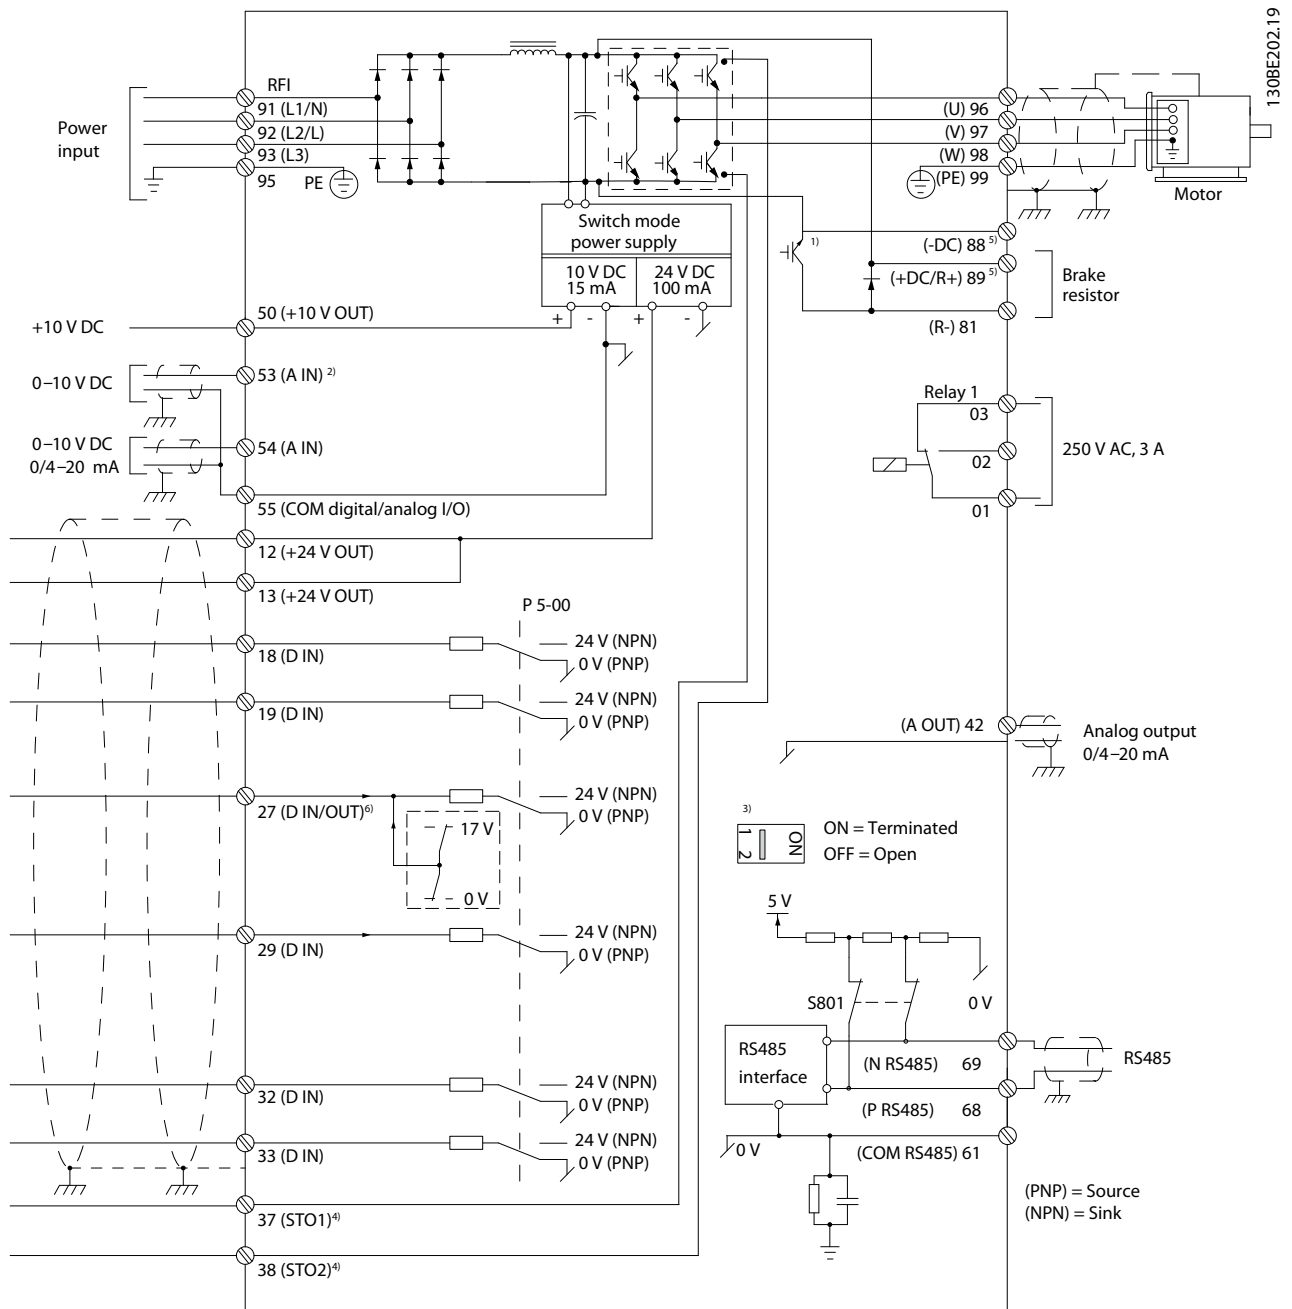 130BE202.19
Power
input
RFI
91 (L1/N)
92 (L2/L)
93 (L3)
95
PE
(U) 96
(V) 97
(W) 98
(PE) 99
Motor
Switch mode
power supply
10 V DC
15 mA
24 V DC
100 mA
+ - + -
1)
(-DC) 88 5)
(+DC/R+) 89 5)
(R-) 81
Brake
resistor
+10 V DC
50 (+10 V OUT)
0–10 V DC
53 (A IN) 2)
0–10 V DC
0/4–20 mA
54 (A IN)
55 (COM digital/analog I/O)
Relay 1
03
02
01
250 V AC, 3 A
12 (+24 V OUT)
13 (+24 V OUT)
P 5-00
18 (D IN)
24 V (NPN)
0 V (PNP)
19 (D IN)
24 V (NPN)
0 V (PNP)
(A OUT) 42
Analog output
0/4–20 mA
27 (D IN/OUT) 6)
24 V (NPN)
0 V (PNP)
17 V
0 V
3)
1 2
ON
ON = Terminated
OFF = Open
29 (D IN)
24 V (NPN)
0 V (PNP)
5 V
S801
0 V
RS485
interface
(N RS485) 69
(P RS485) 68
RS485
0 V
(COM RS485) 61
32 (D IN)
24 V (NPN)
0 V (PNP)
33 (D IN)
24 V (NPN)
0 V (PNP)
37 (STO1) 4)
38 (STO2) 4)
(PNP) = Source
(NPN) = Sink